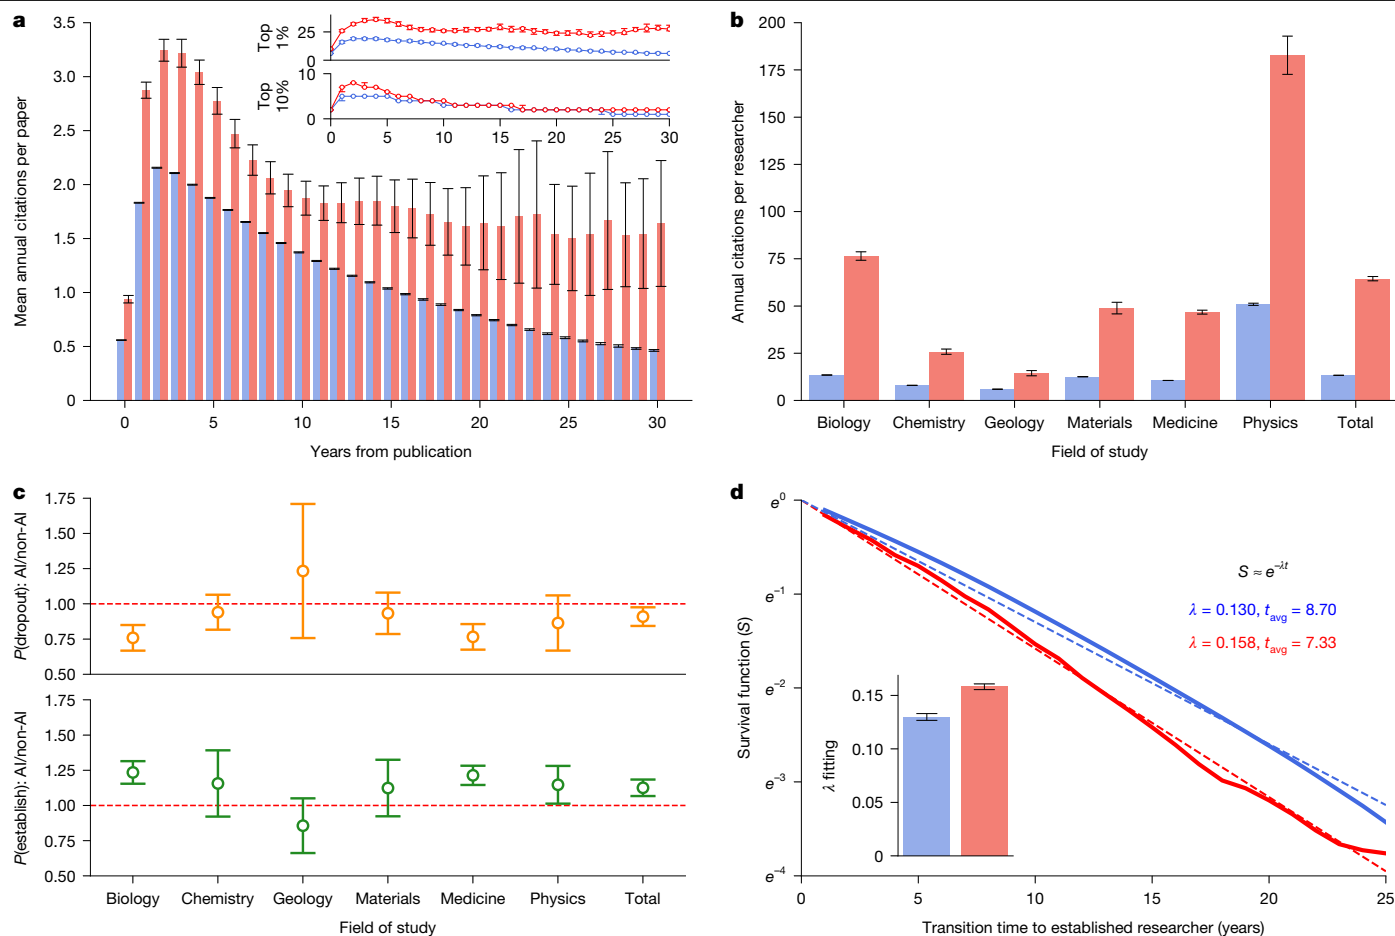 a
3.5
3.0
2.5
2.0
1.5
1.0
0.5
0
Mean annual citations per paper
0 5 10 15 20 25 30
Years from publication
Top 1%
25
0
Top 10%
10
0
0 5 10 15 20 25 30
b
200
175
150
125
100
75
50
25
0
Annual citations per researcher
Biology Chemistry Geology Materials Medicine Physics Total
Field of study
c
1.75
1.50
1.25
1.00
0.75
0.50
P(dropout): AI/non-AI
1.75
1.50
1.25
1.00
0.75
0.50
P(establish): AI/non-AI
Biology Chemistry Geology Materials Medicine Physics Total
Field of study
d
e⁰
e⁻¹
e⁻²
e⁻³
e⁻⁴
Survival function (S)
S ≈ e^−λt
λ = 0.130, t_avg = 8.70
λ = 0.158, t_avg = 7.33
0.15
0.10
0.05
0
λ fitting
0 5 10 15 20 25
Transition time to established researcher (years)